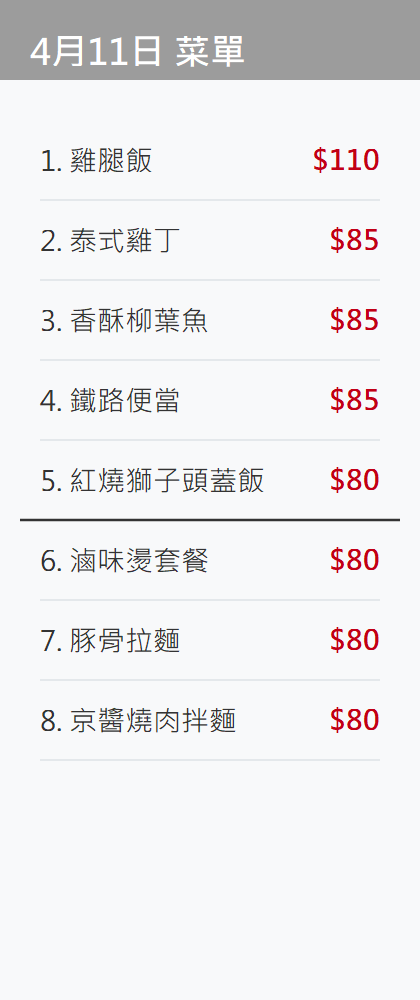 4月11日 菜單
1. 雞腿飯 $110
2. 泰式雞丁 $85
3. 香酥柳葉魚 $85
4. 鐵路便當 $85
5. 紅燒獅子頭蓋飯 $80
6. 滷味燙套餐 $80
7. 豚骨拉麵 $80
8. 京醬燒肉拌麵 $80